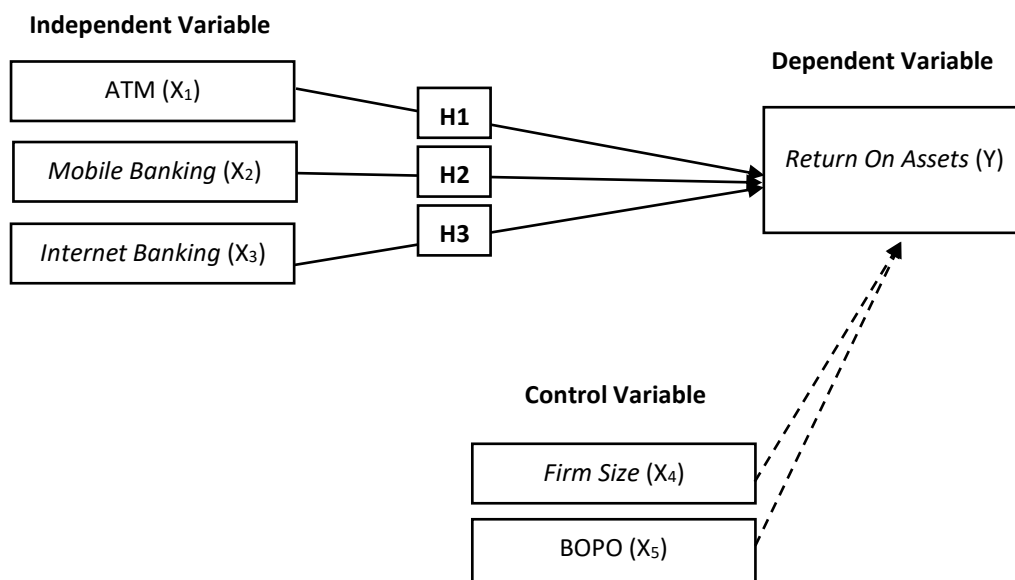 Independent Variable
ATM (X1)
Mobile Banking (X2)
Internet Banking (X3)
H1
H2
H3
Dependent Variable
Return On Assets (Y)
Control Variable
Firm Size (X4)
BOPO (X5)